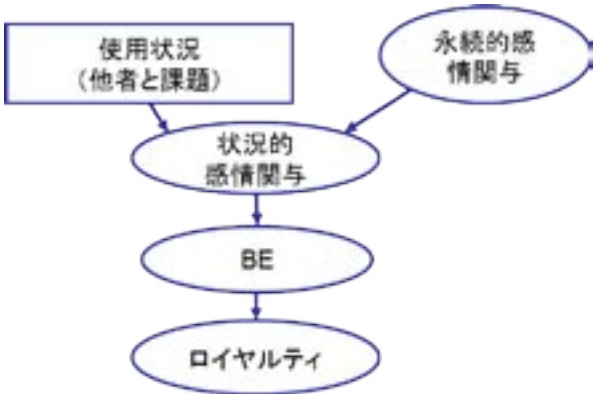 使用状況
（他者と課題）
永続的感
情関与
状況的
感情関与
BE
ロイヤルティ